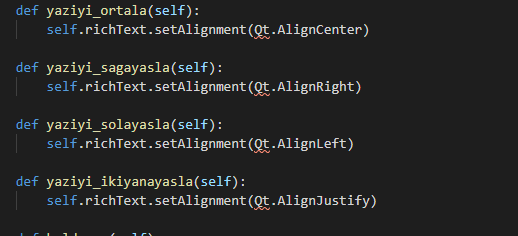 def yaziyi_ortala(self):
self.richText.setAlignment(Qt.AlignCenter)
def yaziyi_sagayasla(self):
self.richText.setAlignment(Qt.AlignRight)
def yaziyi_solayasla(self):
self.richText.setAlignment(Qt.AlignLeft)
def yaziyi_ikiyanayasla(self):
self.richText.setAlignment(Qt.AlignJustify)